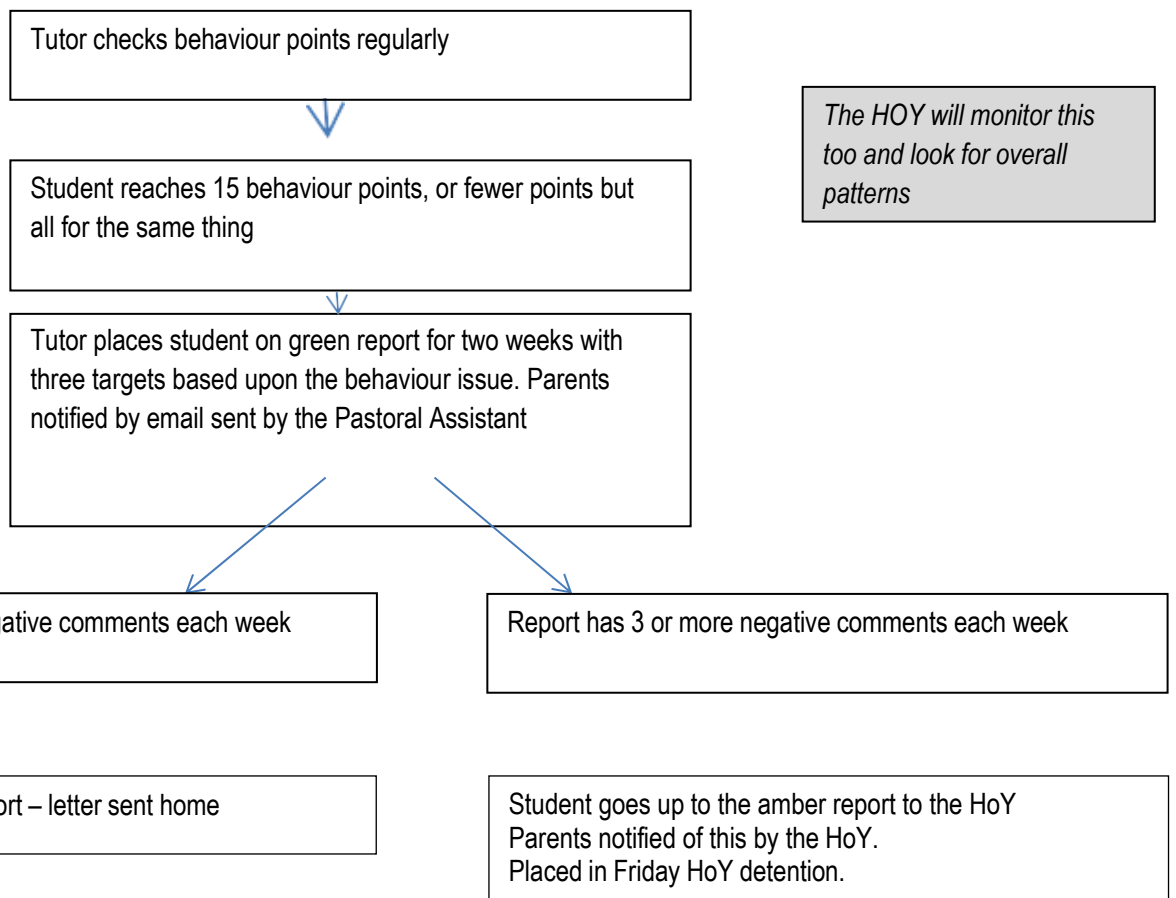 Tutor checks behaviour points regularly
The HOY will monitor this
too and look for overall
patterns
Student reaches 15 behaviour points, or fewer points but
all for the same thing
Tutor places student on green report for two weeks with
three targets based upon the behaviour issue. Parents
notified by email sent by the Pastoral Assistant
comments each week
Report has 3 or more negative comments each week
– letter sent home
Student goes up to the amber report to the HoY
Parents notified of this by the HoY.
Placed in Friday HoY detention.